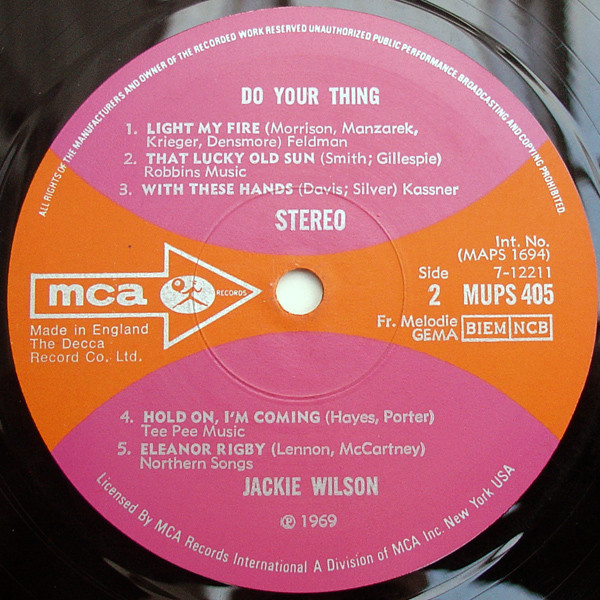 ALL RIGHTS OF THE MANUFACTURERS AND OWNER OF THE RECORDED WORK RESERVED UNAUTHORIZED PUBLIC PERFORMANCE, BROADCASTING AND COPYING PROHIBITED.
DO YOUR THING
1. LIGHT MY FIRE (Morrison, Manzarek,
Krieger, Densmore) Feldman
2. THAT LUCKY OLD SUN (Smith; Gillespie)
Robbins Music
3. WITH THESE HANDS (Davis; Silver) Kassner
STEREO
Int. No.
(MAPS 1694)
Side 7-12211
2 MUPS 405
Fr. Melodie
GEMA BIEM NCB
mca RECORDS
Made in England
The Decca
Record Co. Ltd.
4. HOLD ON, I'M COMING (Hayes, Porter)
Tee Pee Music
5. ELEANOR RIGBY (Lennon, McCartney)
Northern Songs
JACKIE WILSON
℗ 1969
Licensed By MCA Records International A Division of MCA Inc. New York USA